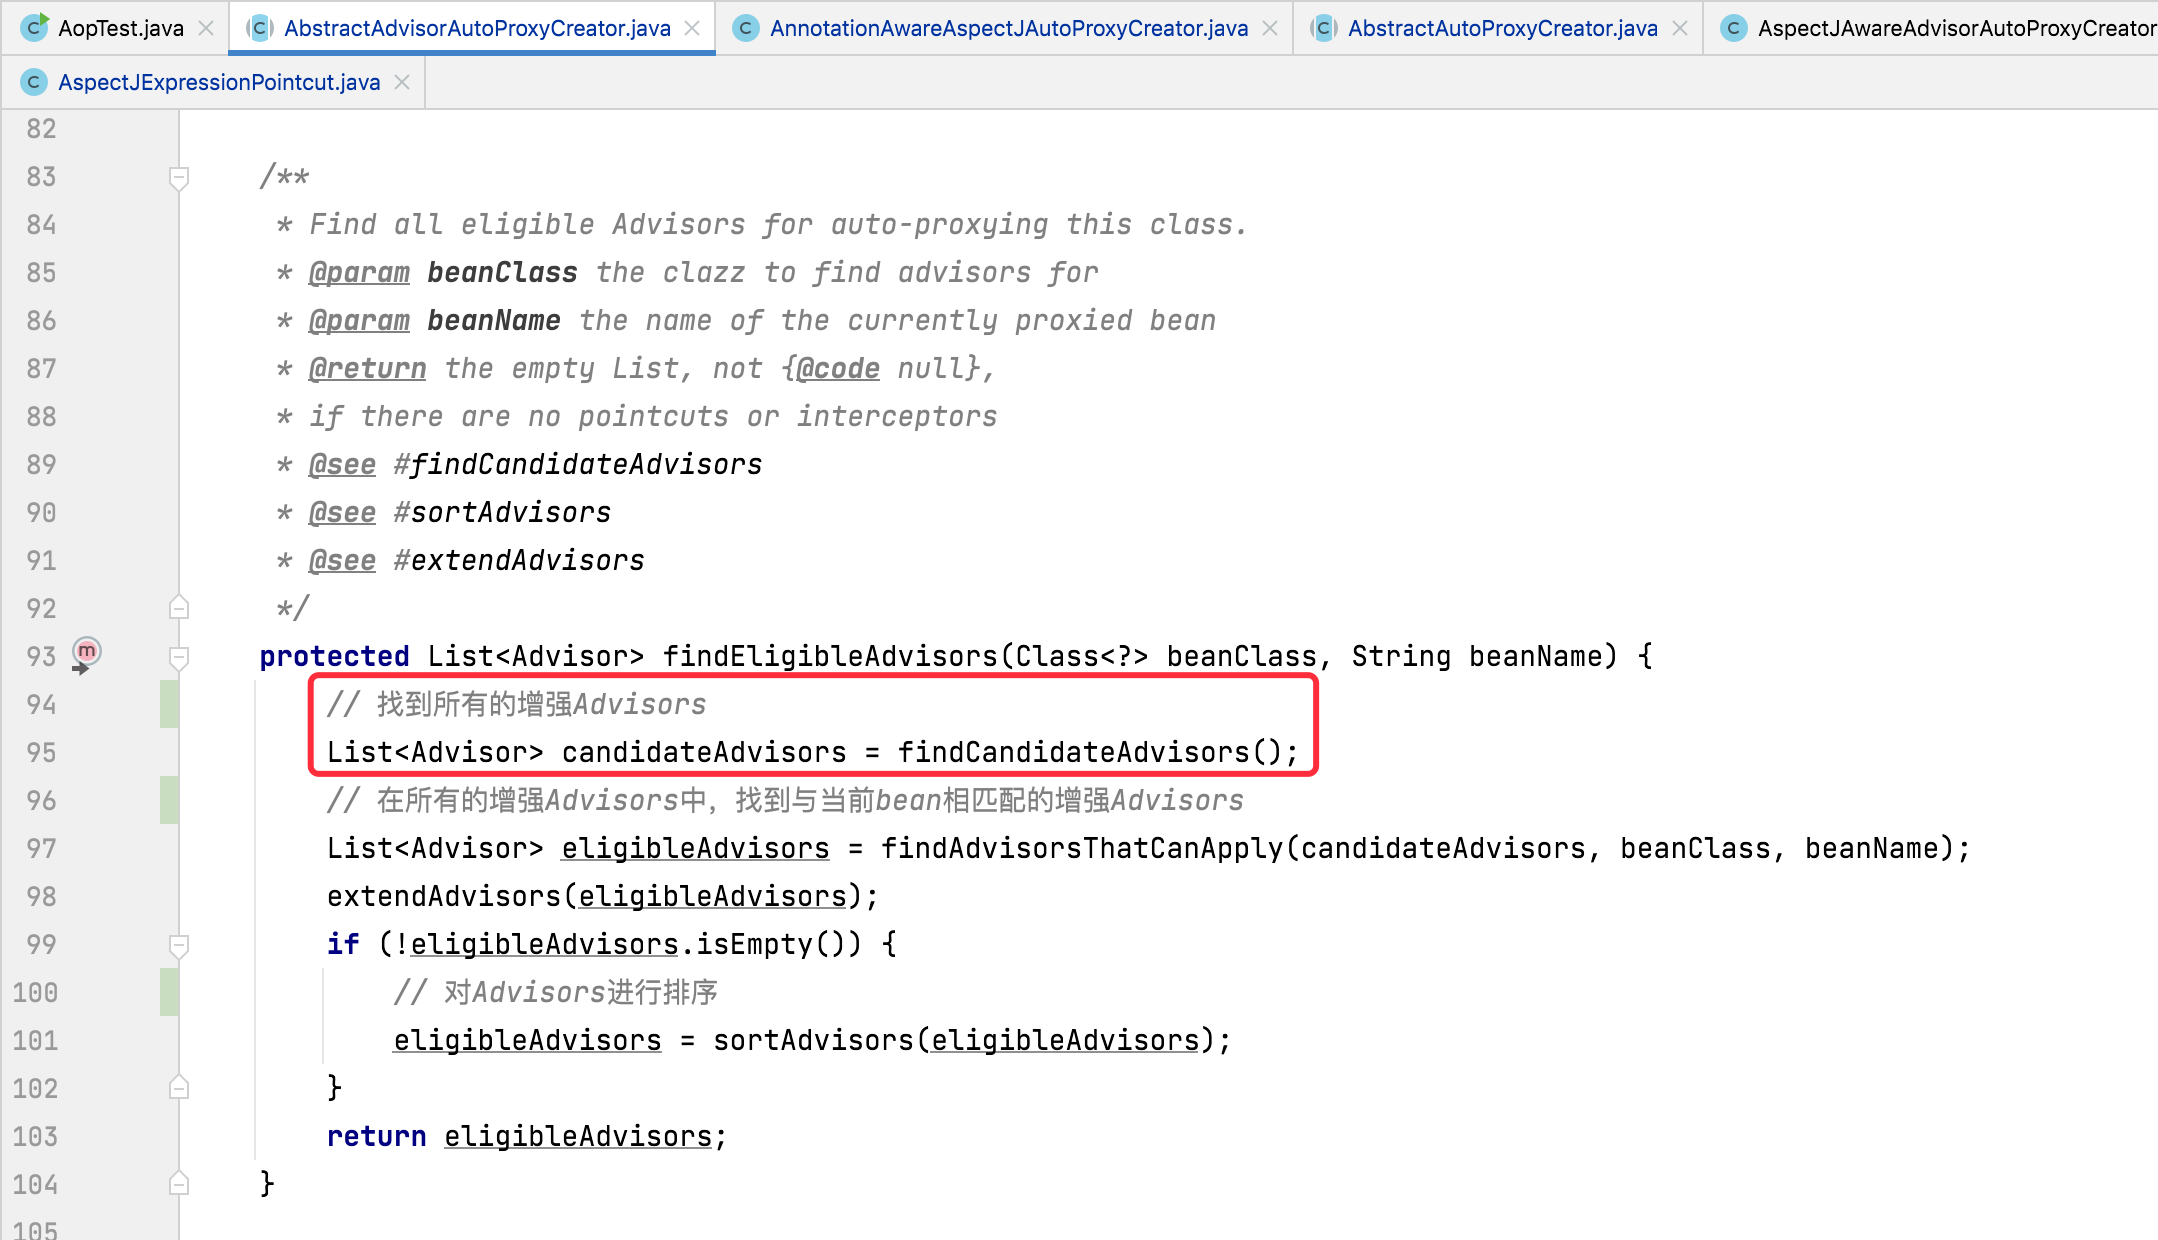 AopTest.java AbstractAdvisorAutoProxyCreator.java AnnotationAwareAspectJAutoProxyCreator.java AbstractAutoProxyCreator.java AspectJAwareAdvisorAutoProxyCreator
AspectJExpressionPointcut.java
82
83 /**
84 * Find all eligible Advisors for auto-proxying this class.
85 * @param beanClass the clazz to find advisors for
86 * @param beanName the name of the currently proxied bean
87 * @return the empty List, not {@code null},
88 * if there are no pointcuts or interceptors
89 * @see #findCandidateAdvisors
90 * @see #sortAdvisors
91 * @see #extendAdvisors
92 */
93 protected List<Advisor> findEligibleAdvisors(Class<?> beanClass, String beanName) {
94 // 找到所有的增强Advisors
95 List<Advisor> candidateAdvisors = findCandidateAdvisors();
96 // 在所有的增强Advisors中，找到与当前bean相匹配的增强Advisors
97 List<Advisor> eligibleAdvisors = findAdvisorsThatCanApply(candidateAdvisors, beanClass, beanName);
98 extendAdvisors(eligibleAdvisors);
99 if (!eligibleAdvisors.isEmpty()) {
100 // 对Advisors进行排序
101 eligibleAdvisors = sortAdvisors(eligibleAdvisors);
102 }
103 return eligibleAdvisors;
104 }
105